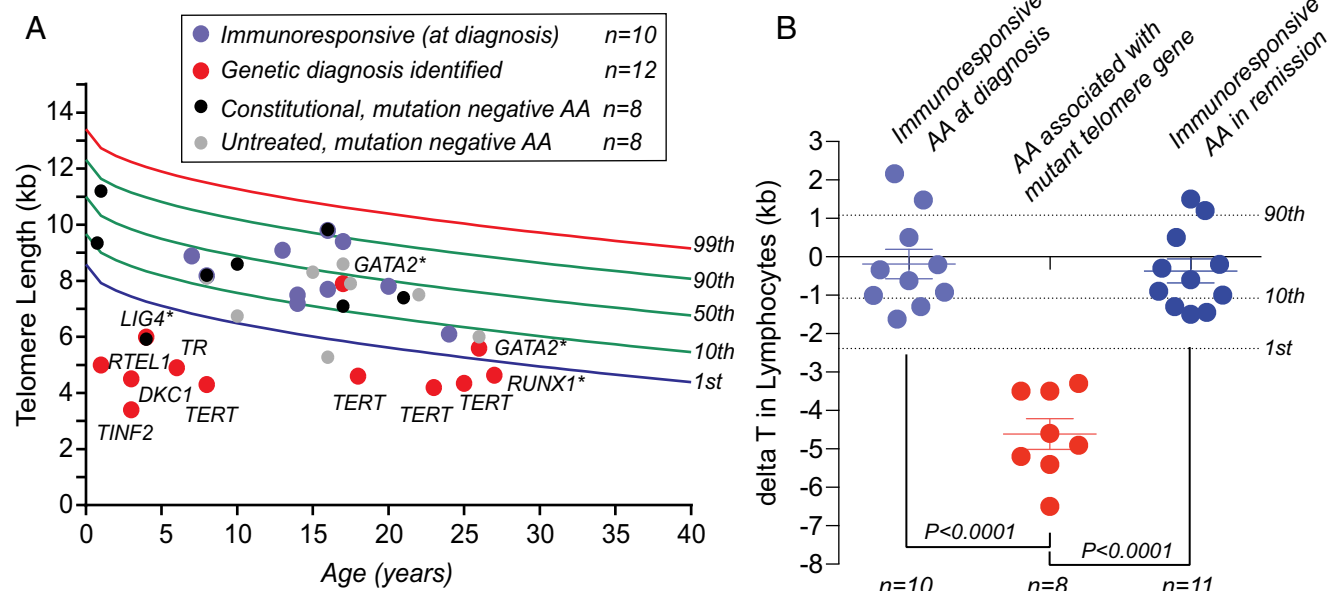 A
Immunoresponsive (at diagnosis) n=10
Genetic diagnosis identified n=12
Constitutional, mutation negative AA n=8
Untreated, mutation negative AA n=8
Telomere Length (kb)
14
12
10
8
6
4
2
0
99th
90th
50th
10th
1st
GATA2*
LIG4*
RTEL1
TR
DKC1
TERT
TINF2
TERT
TERT
TERT
GATA2*
RUNX1*
0 5 10 15 20 25 30 35 40
Age (years)
B
Immunoresponsive
AA at diagnosis
AA associated with
mutant telomere gene
Immunoresponsive
AA in remission
delta T in Lymphocytes (kb)
3
2
1
0
-1
-2
-3
-4
-5
-6
-7
-8
90th
10th
1st
P<0.0001
P<0.0001
n=10 n=8 n=11